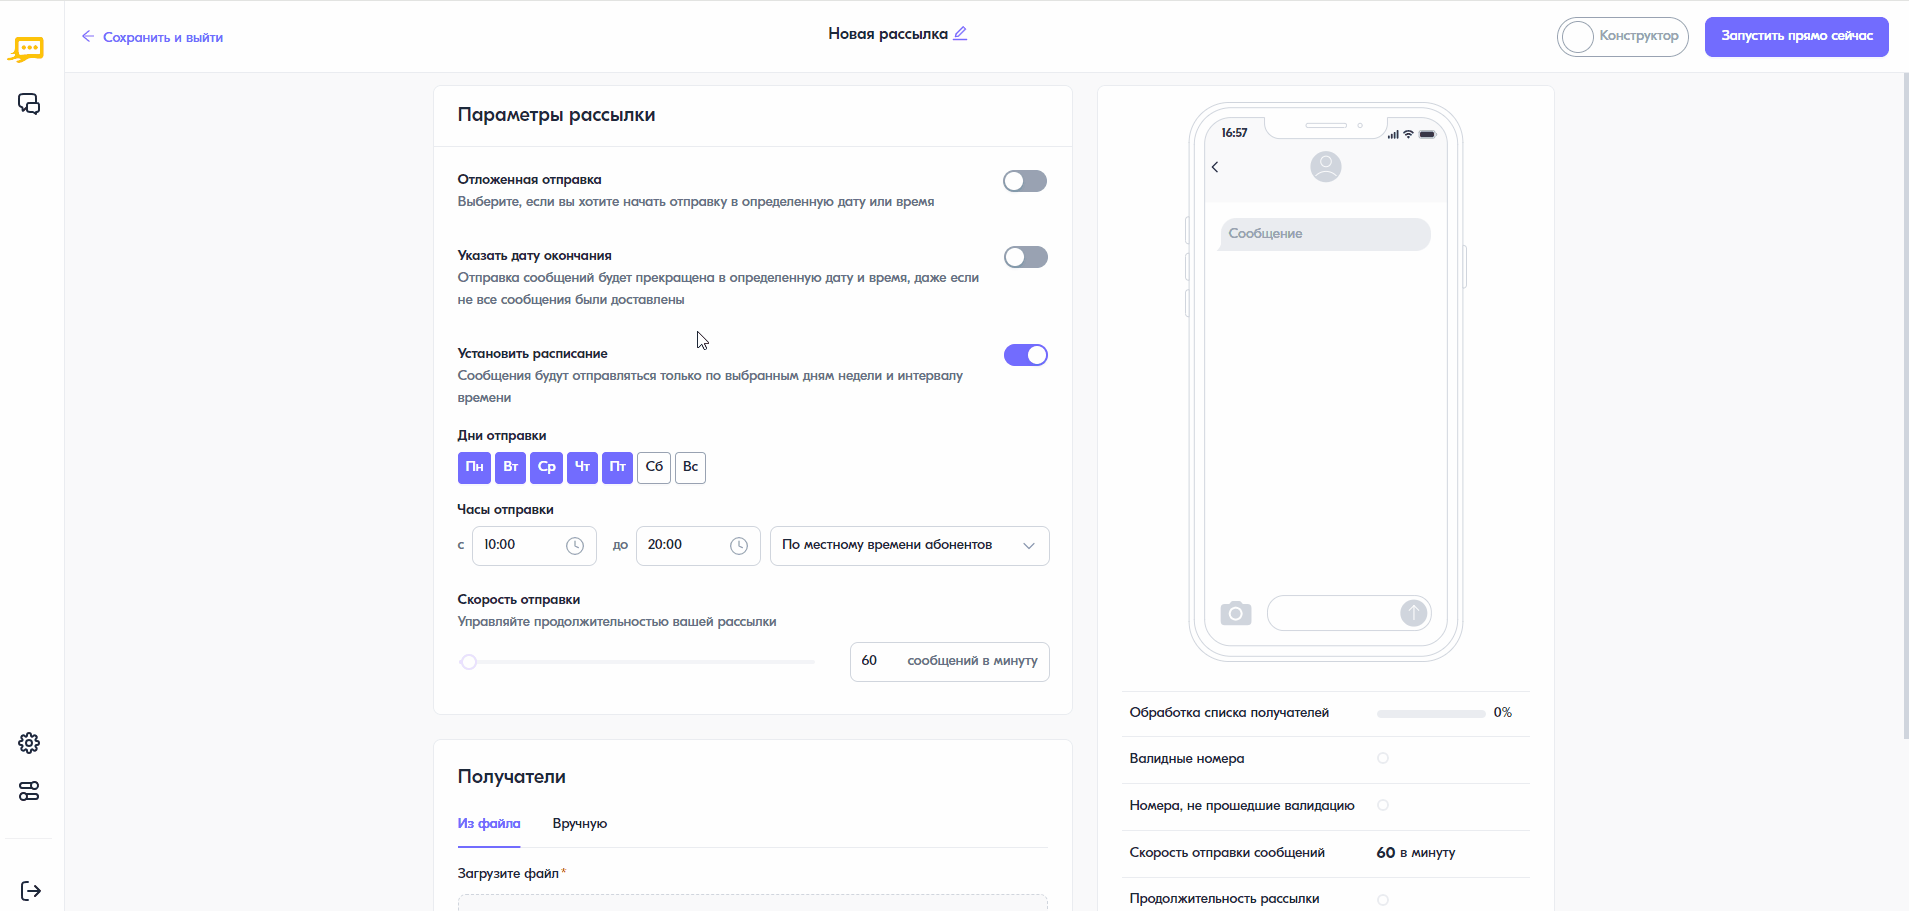 Сохранить и выйти
Новая рассылка
Конструктор
Запустить прямо сейчас
Параметры рассылки
Отложенная отправка
Выберите, если вы хотите начать отправку в определенную дату или время
Указать дату окончания
Отправка сообщений будет прекращена в определенную дату и время, даже если
не все сообщения были доставлены
Установить расписание
Сообщения будут отправляться только по выбранным дням недели и интервалу
времени
Дни отправки
Пн Вт Ср Чт Пт Сб Вс
Часы отправки
с 10:00 до 20:00 По местному времени абонентов
Скорость отправки
Управляйте продолжительностью вашей рассылки
60 сообщений в минуту
Получатели
Из файла Вручную
Загрузите файл*
16:57
Сообщение
Обработка списка получателей 0%
Валидные номера
Номера, не прошедшие валидацию
Скорость отправки сообщений 60 в минуту
Продолжительность рассылки